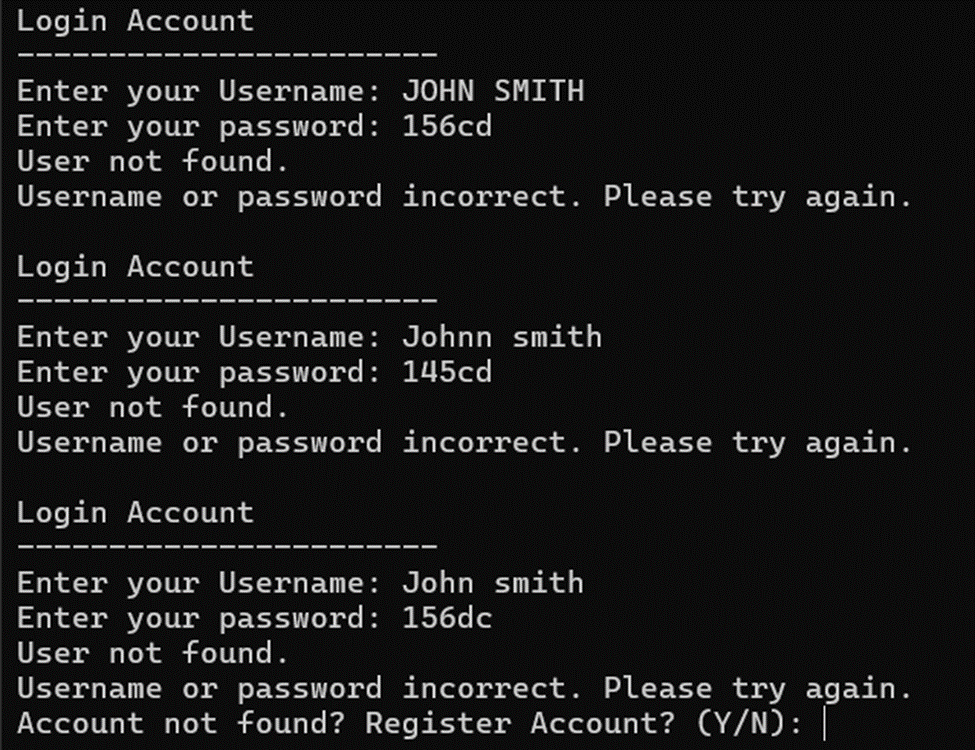 Login Account
-----------------------
Enter your Username: JOHN SMITH
Enter your password: 156cd
User not found.
Username or password incorrect. Please try again.
Login Account
-----------------------
Enter your Username: Johnn smith
Enter your password: 145cd
User not found.
Username or password incorrect. Please try again.
Login Account
-----------------------
Enter your Username: John smith
Enter your password: 156dc
User not found.
Username or password incorrect. Please try again.
Account not found? Register Account? (Y/N):